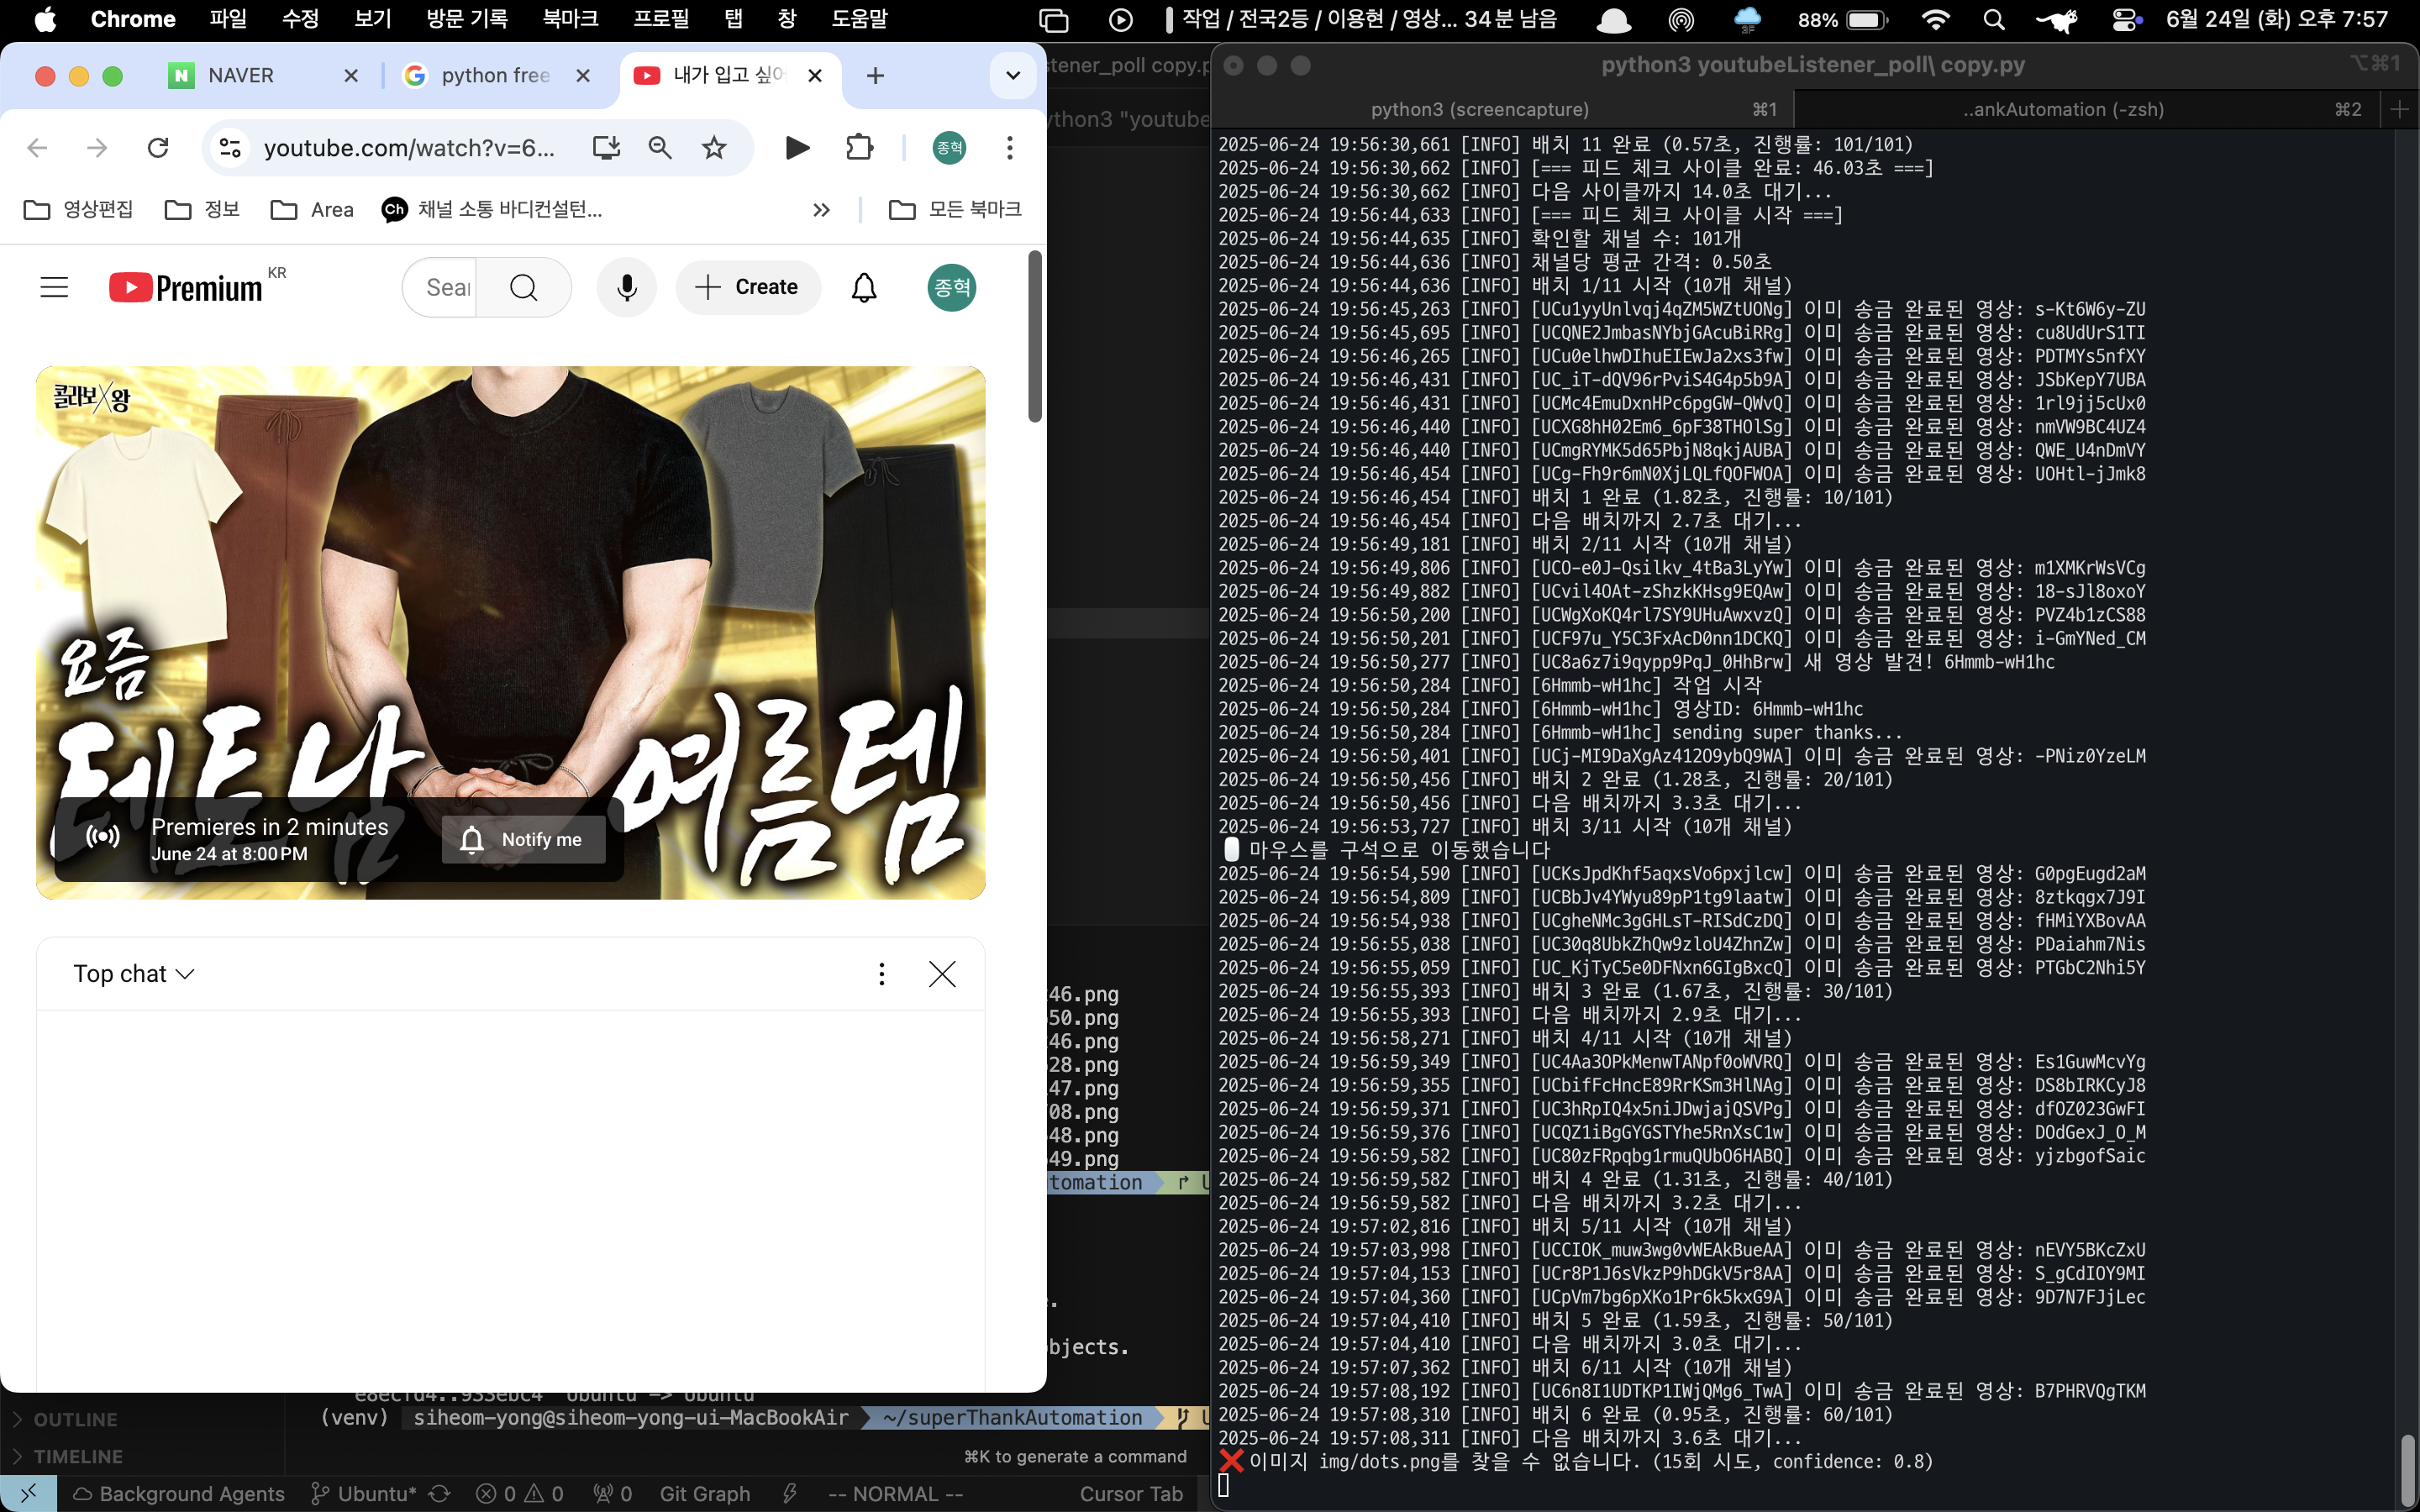 Chrome 파일 수정 보기 방문 기록 북마크 프로필 탭 창 도움말
작업 / 전국2등 / 이용현 / 영상... 34분 남음
3F
88%
6월 24일 (화) 오후 7:57
N NAVER
python free
내가 입고 싶어
youtube.com/watch?v=6...
종혁
영상편집
정보
Area
Ch 채널 소통 바디컨설턴...
모든 북마크
Premium KR
Sear
Create
종혁
콜라보X왕
요즘
테토남
여름템
Premieres in 2 minutes
June 24 at 8:00 PM
Notify me
Top chat
stener_poll copy.p
ython3 "youtube
46.png
50.png
46.png
28.png
47.png
08.png
48.png
49.png
tomation
bjects.
e8ecfd4..933ebc4 Ubuntu -> Ubuntu
OUTLINE
TIMELINE
(venv) siheom-yong@siheom-yong-ui-MacBookAir ~/superThankAutomation
⌘K to generate a command
Background Agents Ubuntu* 0 0 0 Git Graph -- NORMAL -- Cursor Tab
python3 youtubeListener_poll\ copy.py ⌥⌘1
python3 (screencapture) ⌘1
..ankAutomation (-zsh) ⌘2
2025-06-24 19:56:30,661 [INFO] 배치 11 완료 (0.57초, 진행률: 101/101)
2025-06-24 19:56:30,662 [INFO] [=== 피드 체크 사이클 완료: 46.03초 ===]
2025-06-24 19:56:30,662 [INFO] 다음 사이클까지 14.0초 대기...
2025-06-24 19:56:44,633 [INFO] [=== 피드 체크 사이클 시작 ===]
2025-06-24 19:56:44,635 [INFO] 확인할 채널 수: 101개
2025-06-24 19:56:44,636 [INFO] 채널당 평균 간격: 0.50초
2025-06-24 19:56:44,636 [INFO] 배치 1/11 시작 (10개 채널)
2025-06-24 19:56:45,263 [INFO] [UCu1yyUnlvqj4qZM5WZtUONg] 이미 송금 완료된 영상: s-Kt6W6y-ZU
2025-06-24 19:56:45,695 [INFO] [UCQNE2JmbasNYbjGAcuBiRRg] 이미 송금 완료된 영상: cu8UdUrS1TI
2025-06-24 19:56:46,265 [INFO] [UCu0elhwDIhuEIEwJa2xs3fw] 이미 송금 완료된 영상: PDTMYs5nfXY
2025-06-24 19:56:46,431 [INFO] [UC_iT-dQV96rPviS4G4p5b9A] 이미 송금 완료된 영상: JSbKepY7UBA
2025-06-24 19:56:46,431 [INFO] [UCMc4EmuDxnHPc6pgGW-QWvQ] 이미 송금 완료된 영상: 1rl9jj5cUx0
2025-06-24 19:56:46,440 [INFO] [UCXG8hH02Em6_6pF38THOlSg] 이미 송금 완료된 영상: nmVW9BC4UZ4
2025-06-24 19:56:46,440 [INFO] [UCmgRYMK5d65PbjN8qkjAUBA] 이미 송금 완료된 영상: QWE_U4nDmVY
2025-06-24 19:56:46,454 [INFO] [UCg-Fh9r6mN0XjLQLfQOFWOA] 이미 송금 완료된 영상: UOHtl-jJmk8
2025-06-24 19:56:46,454 [INFO] 배치 1 완료 (1.82초, 진행률: 10/101)
2025-06-24 19:56:46,454 [INFO] 다음 배치까지 2.7초 대기...
2025-06-24 19:56:49,181 [INFO] 배치 2/11 시작 (10개 채널)
2025-06-24 19:56:49,806 [INFO] [UCO-e0J-Qsilkv_4tBa3LyYw] 이미 송금 완료된 영상: m1XMKrWsVCg
2025-06-24 19:56:49,882 [INFO] [UCvil4OAt-zShzkKHsg9EQAw] 이미 송금 완료된 영상: 18-sJl8oxoY
2025-06-24 19:56:50,200 [INFO] [UCWgXoKQ4rl7SY9UHuAwxvzQ] 이미 송금 완료된 영상: PVZ4b1zCS88
2025-06-24 19:56:50,201 [INFO] [UCF97u_Y5C3FxAcD0nn1DCKQ] 이미 송금 완료된 영상: i-GmYNed_CM
2025-06-24 19:56:50,277 [INFO] [UC8a6z7i9qypp9PqJ_0HhBrw] 새 영상 발견! 6Hmmb-wH1hc
2025-06-24 19:56:50,284 [INFO] [6Hmmb-wH1hc] 작업 시작
2025-06-24 19:56:50,284 [INFO] [6Hmmb-wH1hc] 영상ID: 6Hmmb-wH1hc
2025-06-24 19:56:50,284 [INFO] [6Hmmb-wH1hc] sending super thanks...
2025-06-24 19:56:50,401 [INFO] [UCj-MI9DaXgAz412O9ybQ9WA] 이미 송금 완료된 영상: -PNiz0YzeLM
2025-06-24 19:56:50,456 [INFO] 배치 2 완료 (1.28초, 진행률: 20/101)
2025-06-24 19:56:50,456 [INFO] 다음 배치까지 3.3초 대기...
2025-06-24 19:56:53,727 [INFO] 배치 3/11 시작 (10개 채널)
마우스를 구석으로 이동했습니다
2025-06-24 19:56:54,590 [INFO] [UCKsJpdKhf5aqxsVo6pxjlcw] 이미 송금 완료된 영상: G0pgEugd2aM
2025-06-24 19:56:54,809 [INFO] [UCBbJv4YWyu89pP1tg9laatw] 이미 송금 완료된 영상: 8ztkqgx7J9I
2025-06-24 19:56:54,938 [INFO] [UCgheNMc3gGHLsT-RISdCzDQ] 이미 송금 완료된 영상: fHMiYXBovAA
2025-06-24 19:56:55,038 [INFO] [UC30q8UbkZhQw9zloU4ZhnZw] 이미 송금 완료된 영상: PDaiahm7Nis
2025-06-24 19:56:55,059 [INFO] [UC_KjTyC5e0DFNxn6GIgBxcQ] 이미 송금 완료된 영상: PTGbC2Nhi5Y
2025-06-24 19:56:55,393 [INFO] 배치 3 완료 (1.67초, 진행률: 30/101)
2025-06-24 19:56:55,393 [INFO] 다음 배치까지 2.9초 대기...
2025-06-24 19:56:58,271 [INFO] 배치 4/11 시작 (10개 채널)
2025-06-24 19:56:59,349 [INFO] [UC4Aa3OPkMenwTANpf0oWVRQ] 이미 송금 완료된 영상: Es1GuwMcvYg
2025-06-24 19:56:59,355 [INFO] [UCbifFcHncE89RrKSm3HlNAg] 이미 송금 완료된 영상: DS8bIRKCyJ8
2025-06-24 19:56:59,371 [INFO] [UC3hRpIQ4x5niJDwjajQSVPg] 이미 송금 완료된 영상: dfOZ023GwFI
2025-06-24 19:56:59,376 [INFO] [UCQZ1iBgGYGSTYhe5RnXsC1w] 이미 송금 완료된 영상: DOdGexJ_O_M
2025-06-24 19:56:59,582 [INFO] [UC80zFRpqbg1rmuQUbO6HABQ] 이미 송금 완료된 영상: yjzbgofSaic
2025-06-24 19:56:59,582 [INFO] 배치 4 완료 (1.31초, 진행률: 40/101)
2025-06-24 19:56:59,582 [INFO] 다음 배치까지 3.2초 대기...
2025-06-24 19:57:02,816 [INFO] 배치 5/11 시작 (10개 채널)
2025-06-24 19:57:03,998 [INFO] [UCCIOK_muw3wg0vWEAkBueAA] 이미 송금 완료된 영상: nEVY5BKcZxU
2025-06-24 19:57:04,153 [INFO] [UCr8P1J6sVkzP9hDGkV5r8AA] 이미 송금 완료된 영상: S_gCdIOY9MI
2025-06-24 19:57:04,360 [INFO] [UCpVm7bg6pXKo1Pr6k5kxG9A] 이미 송금 완료된 영상: 9D7N7FJjLec
2025-06-24 19:57:04,410 [INFO] 배치 5 완료 (1.59초, 진행률: 50/101)
2025-06-24 19:57:04,410 [INFO] 다음 배치까지 3.0초 대기...
2025-06-24 19:57:07,362 [INFO] 배치 6/11 시작 (10개 채널)
2025-06-24 19:57:08,192 [INFO] [UC6n8I1UDTKP1IWjQMg6_TwA] 이미 송금 완료된 영상: B7PHRVQgTKM
2025-06-24 19:57:08,310 [INFO] 배치 6 완료 (0.95초, 진행률: 60/101)
2025-06-24 19:57:08,311 [INFO] 다음 배치까지 3.6초 대기...
❌이미지 img/dots.png를 찾을 수 없습니다. (15회 시도, confidence: 0.8)